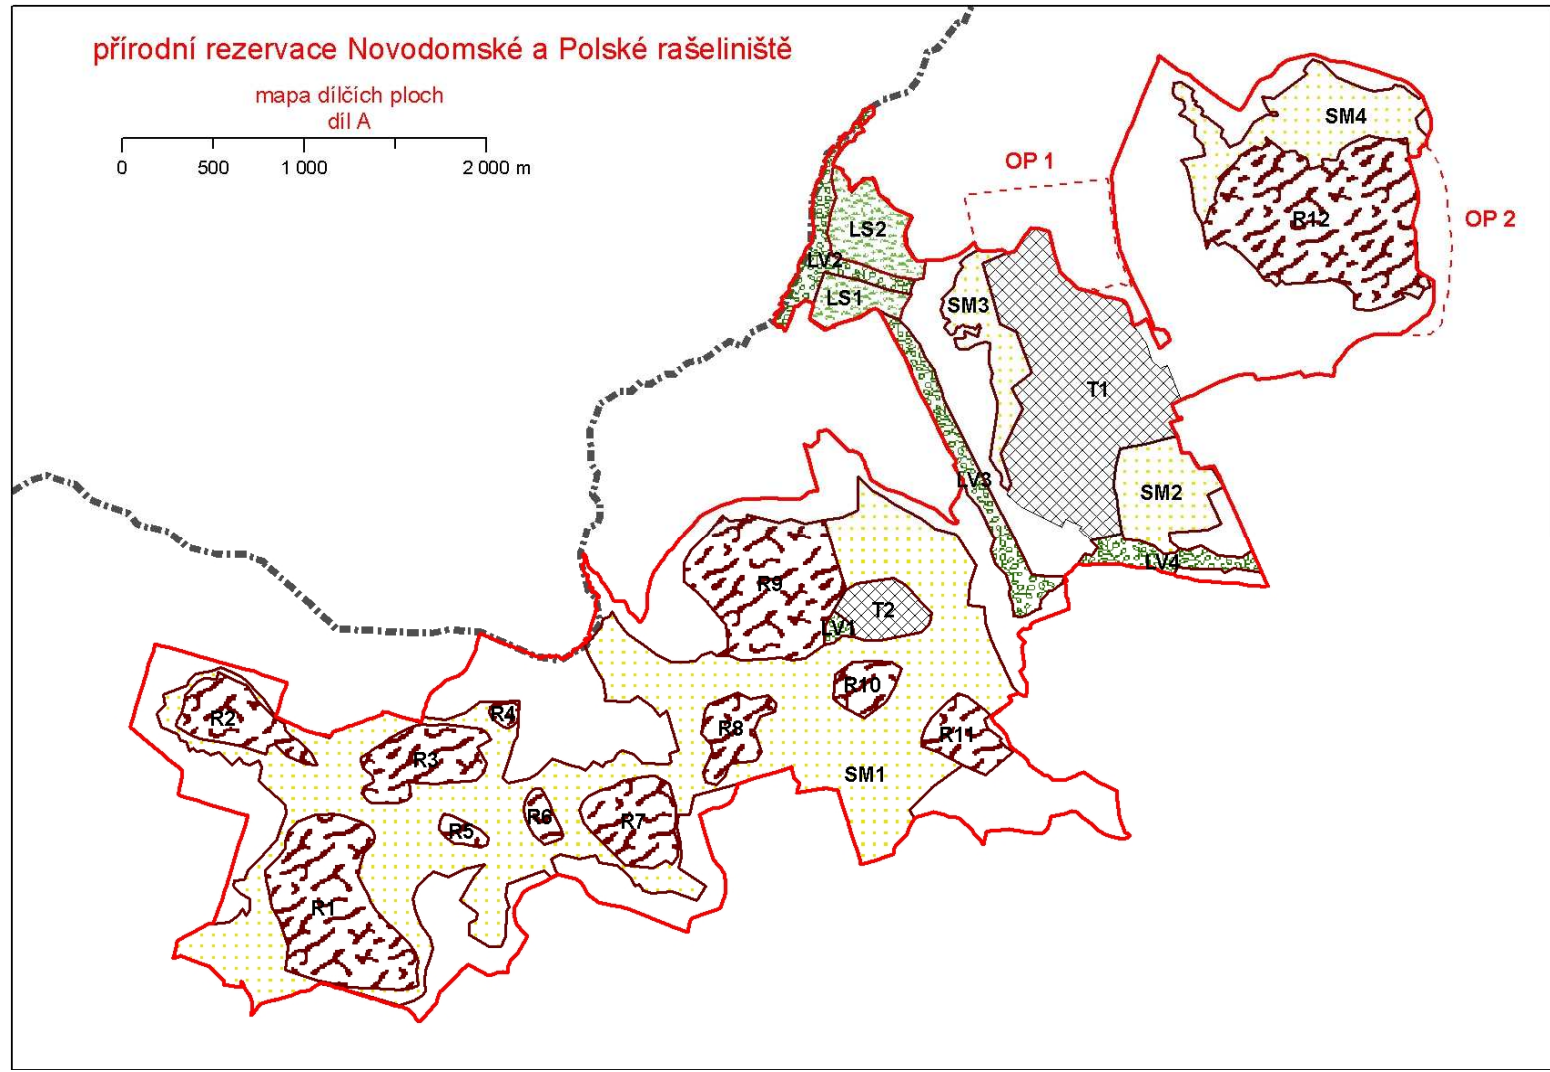 přírodní rezervace Novodomské a Polské rašeliniště
mapa dílčích ploch
díl A
0 500 1 000 2 000 m
SM4
OP 1
R12
OP 2
LS2
LV2
LS1
SM3
T1
LV3
SM2
LV4
R9
T2
LV1
R10
R2
R4
R8
R11
R3
SM1
R6
R7
R5
R1